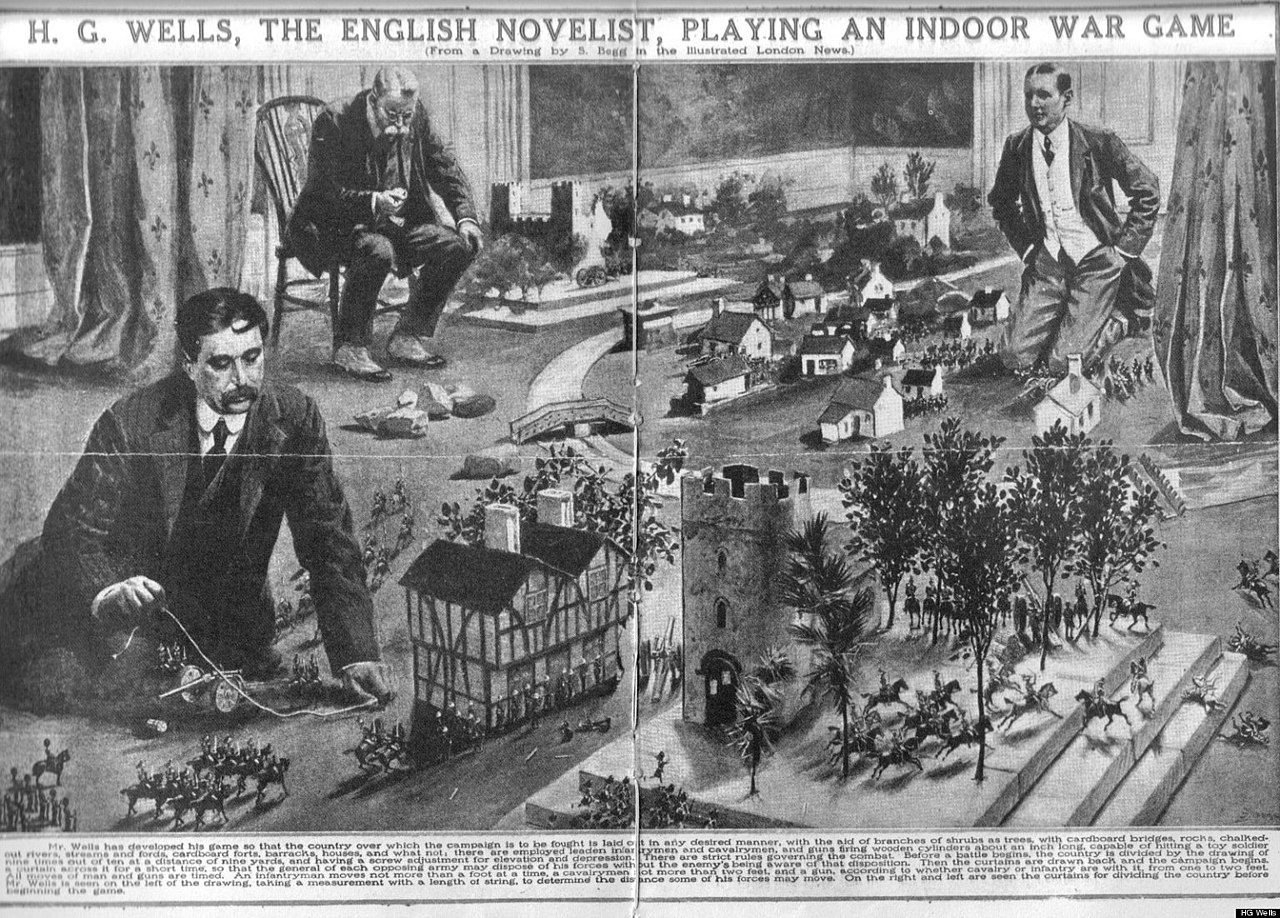 H. G. WELLS, THE ENGLISH NOVELIST, PLAYING AN INDOOR WAR GAME
(From a Drawing by S. Begg in the Illustrated London News.)
Mr. Wells has developed his game so that the country over which the campaign is to be fought is laid out in any desired manner, with the aid of branches of shrubs as trees, with cardboard bridges, rocks, chalked-
out rivers, streams and fords, cardboard forts, barracks, houses, and what not; there are employed leaden infantrymen and cavalrymen, and guns firing wooden cylinders about an inch long, capable of hitting a toy soldier
nine times out of ten at a distance of nine yards, and having a screw adjustment for elevation and depression. There are strict rules governing the combat. Before a battle begins, the country is divided by the drawing of
a curtain across it for a short time, so that the general of each opposing army may dispose of his forces without the enemy's being aware of that disposition. Then the curtains are drawn back and the campaign begins.
All moves of man and guns are timed. An infantryman moves not more than a foot at a time, a cavalrymen not more than two feet, and a gun, according to whether cavalry or infantry are with it, from one to two feet.
Mr. Wells is seen on the left of the drawing, taking a measurement with a length of string, to determine the distance some of his forces may move. On the right and left are seen the curtains for dividing the country before
beginning the game.
HG Wells